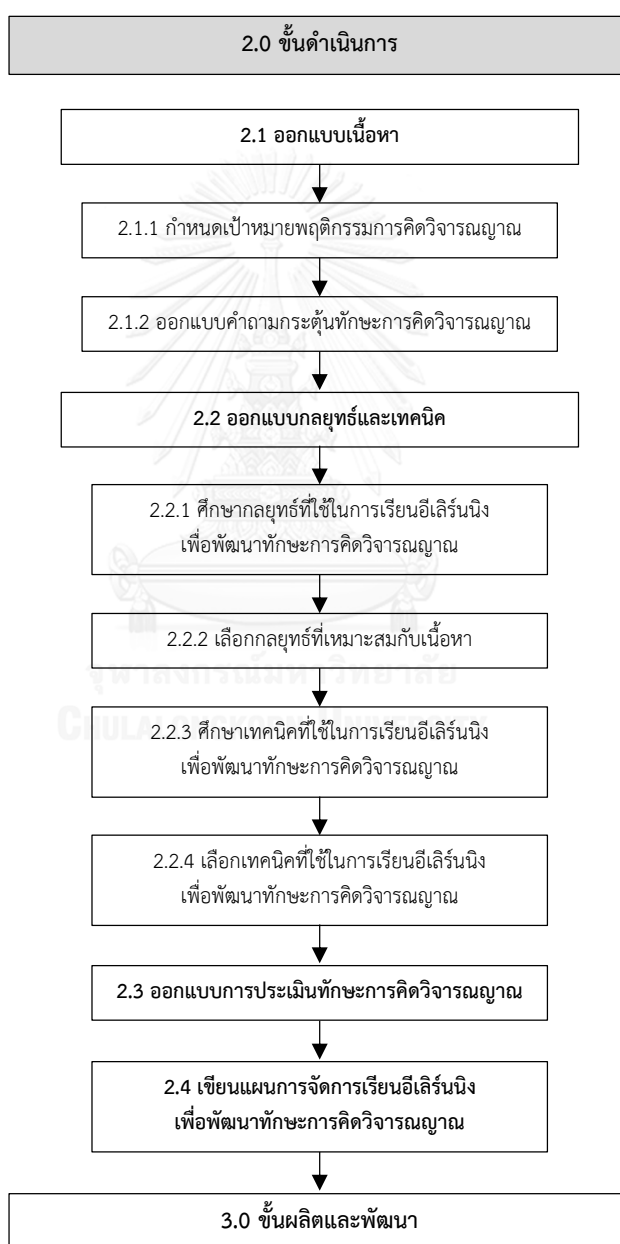 2.0 ขั้นดำเนินการ
2.1 ออกแบบเนื้อหา
2.1.1 กำหนดเป้าหมายพฤติกรรมการคิดวิจารณญาณ
2.1.2 ออกแบบคำถามกระตุ้นทักษะการคิดวิจารณญาณ
2.2 ออกแบบกลยุทธ์และเทคนิค
2.2.1 ศึกษากลยุทธ์ที่ใช้ในการเรียนอีเลิร์นนิง
เพื่อพัฒนาทักษะการคิดวิจารณญาณ
2.2.2 เลือกกลยุทธ์ที่เหมาะสมกับเนื้อหา
จุฬาลงกรณ์มหาวิทยาลัย
CHULALONGKORN UNIVERSITY
2.2.3 ศึกษาเทคนิคที่ใช้ในการเรียนอีเลิร์นนิง
เพื่อพัฒนาทักษะการคิดวิจารณญาณ
2.2.4 เลือกเทคนิคที่ใช้ในการเรียนอีเลิร์นนิง
เพื่อพัฒนาทักษะการคิดวิจารณญาณ
2.3 ออกแบบการประเมินทักษะการคิดวิจารณญาณ
2.4 เขียนแผนการจัดการเรียนอีเลิร์นนิง
เพื่อพัฒนาทักษะการคิดวิจารณญาณ
3.0 ขั้นผลิตและพัฒนา